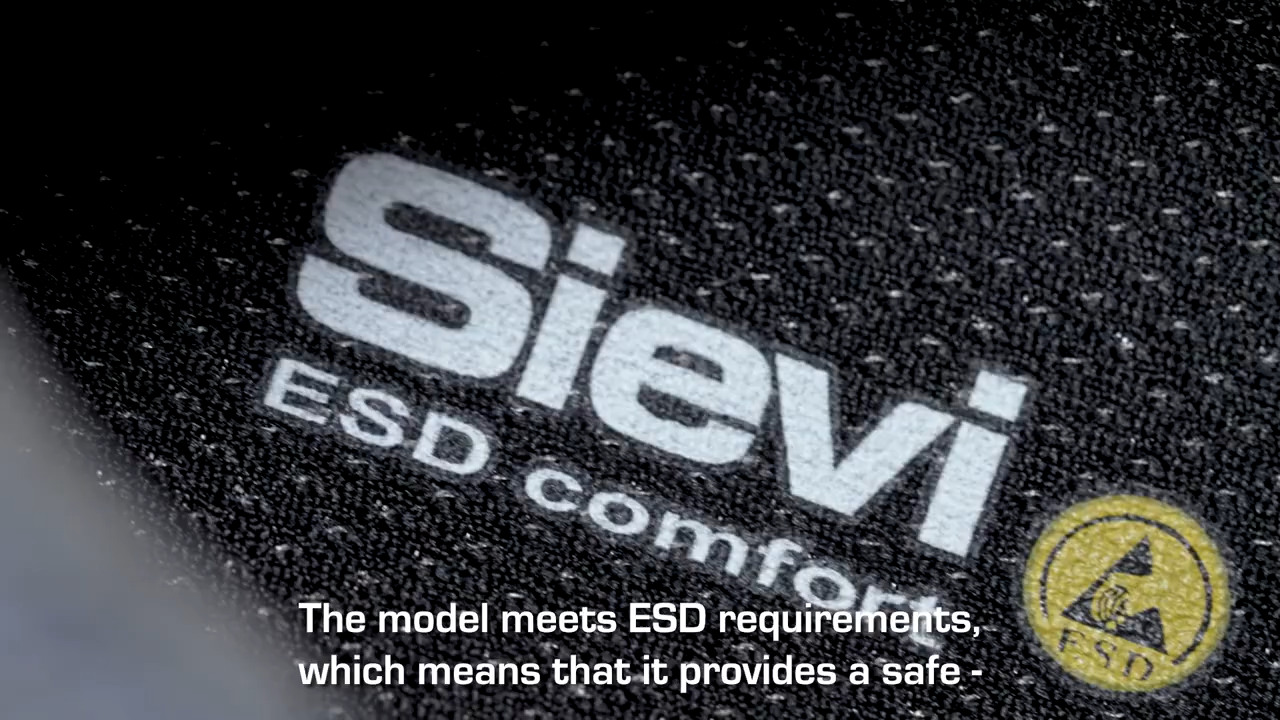 Sievi
ESD comfort
ESD
The model meets ESD requirements,
which means that it provides a safe -